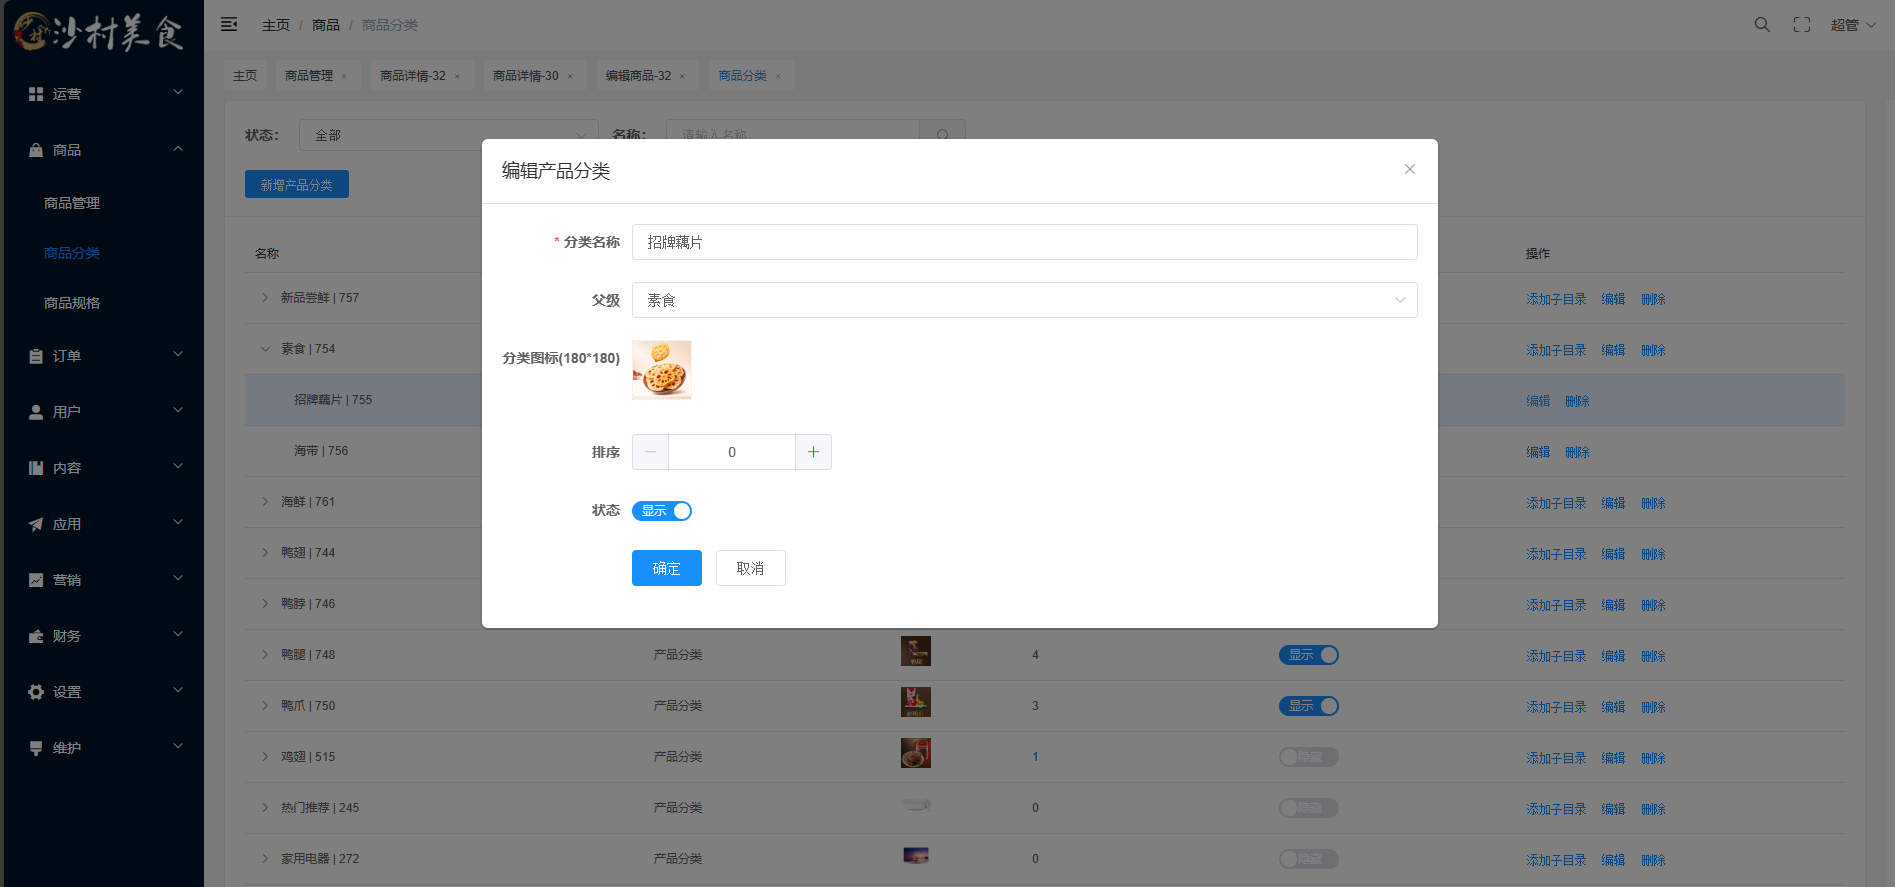 沙村美食
主页 / 商品 / 商品分类
超管
主页 商品管理 × 商品详情-32 × 商品详情-30 × 编辑商品-32 × 商品分类 ×
运营
商品
商品管理
商品分类
商品规格
订单
用户
内容
应用
营销
财务
设置
维护
状态： 全部 名称： 请输入名称
新增产品分类
名称 操作
新品尝鲜 | 757 添加子目录 编辑 删除
素食 | 754 添加子目录 编辑 删除
招牌藕片 | 755 编辑 删除
海带 | 756 编辑 删除
海鲜 | 761 添加子目录 编辑 删除
鸭翅 | 744 添加子目录 编辑 删除
鸭脖 | 746 添加子目录 编辑 删除
鸭腿 | 748 产品分类 4 显示 添加子目录 编辑 删除
鸭爪 | 750 产品分类 3 显示 添加子目录 编辑 删除
鸡翅 | 515 产品分类 1 隐藏 添加子目录 编辑 删除
热门推荐 | 245 产品分类 0 隐藏 添加子目录 编辑 删除
家用电器 | 272 产品分类 0 隐藏 添加子目录 编辑 删除
编辑产品分类
* 分类名称 招牌藕片
父级 素食
分类图标(180*180)
排序 0
状态 显示
确定 取消